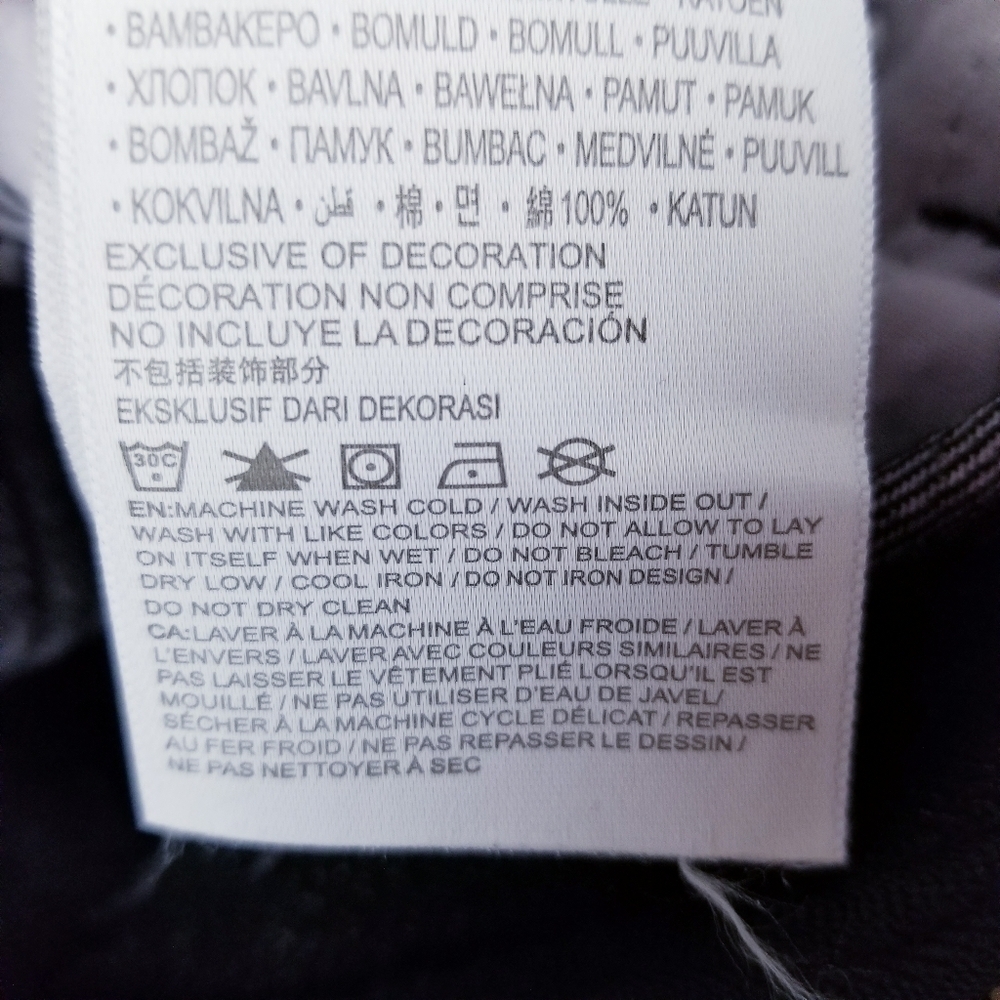 KATOEN
• ΒΑΜΒΑΚΕΡΟ • BOMULD • BOMULL • PUUVILLA
• ХЛОПОК • BAVLNA • BAWEŁNA • PAMUT • PAMUK
• BOMBAŽ • ПАМУК • BUMBAC • MEDVILNĖ • PUUVILL
• KOKVILNA • قطن • 棉 • 면 • 綿100% • KATUN
EXCLUSIVE OF DECORATION
DÉCORATION NON COMPRISE
NO INCLUYE LA DECORACIÓN
不包括装饰部分
EKSKLUSIF DARI DEKORASI
30C
EN:MACHINE WASH COLD / WASH INSIDE OUT /
WASH WITH LIKE COLORS / DO NOT ALLOW TO LAY
ON ITSELF WHEN WET / DO NOT BLEACH / TUMBLE
DRY LOW / COOL IRON / DO NOT IRON DESIGN /
DO NOT DRY CLEAN
CA:LAVER À LA MACHINE À L'EAU FROIDE / LAVER À
L'ENVERS / LAVER AVEC COULEURS SIMILAIRES / NE
PAS LAISSER LE VÊTEMENT PLIÉ LORSQU'IL EST
MOUILLÉ / NE PAS UTILISER D'EAU DE JAVEL/
SÉCHER À LA MACHINE CYCLE DÉLICAT / REPASSER
AU FER FROID / NE PAS REPASSER LE DESSIN /
NE PAS NETTOYER À SEC